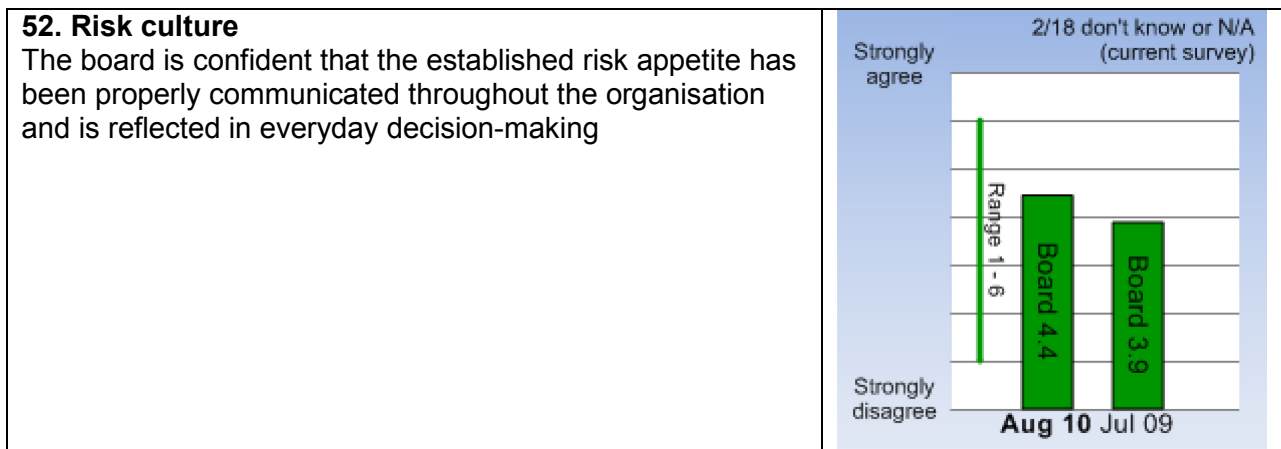 52. Risk culture
The board is confident that the established risk appetite has
been properly communicated throughout the organisation
and is reflected in everyday decision-making
2/18 don't know or N/A
(current survey)
Strongly
agree
Range 1 - 6
Board 4.4
Board 3.9
Strongly
disagree
Aug 10 Jul 09